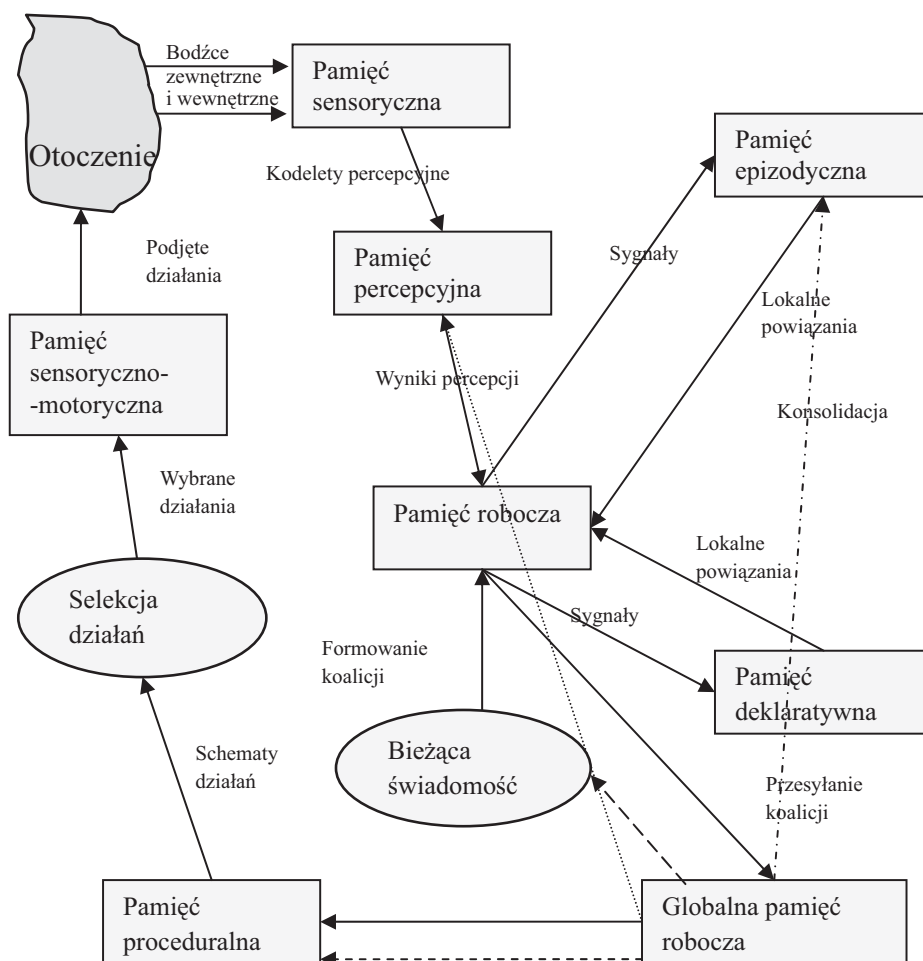 Bodźce
zewnętrzne
i wewnętrzne
Pamięć
sensoryczna
Otoczenie
Kodelety percepcyjne
Pamięć
epizodyczna
Podjęte
działania
Pamięć
percepcyjna
Sygnały
Lokalne
powiązania
Pamięć
sensoryczno-
-motoryczna
Wyniki percepcji
Konsolidacja
Wybrane
działania
Pamięć robocza
Lokalne
powiązania
Selekcja
działań
Sygnały
Formowanie
koalicji
Pamięć
deklaratywna
Schematy
działań
Bieżąca
świadomość
Przesyłanie
koalicji
Pamięć
proceduralna
Globalna pamięć
robocza